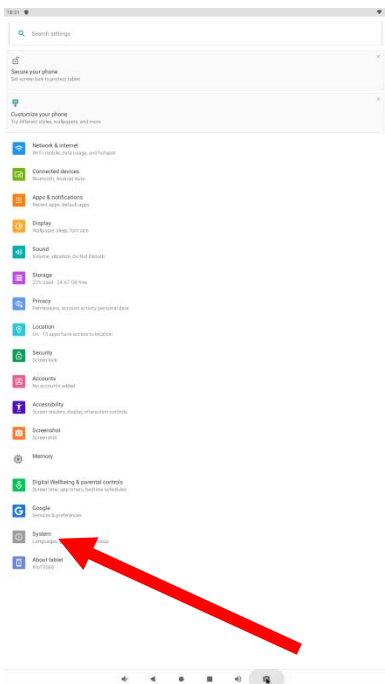 18:31
Search settings
Secure your phone
Set screen lock to protect tablet
Customize your phone
Try different styles, wallpapers, and more
Network & internet
Wi-Fi, mobile, data usage, and hotspot
Connected devices
Bluetooth, Android Auto
Apps & notifications
Recent apps, default apps
Display
Wallpaper, sleep, font size
Sound
Volume, vibration, Do Not Disturb
Storage
23% used - 24.67 GB free
Privacy
Permissions, account activity, personal data
Location
On - 13 apps have access to location
Security
Screen lock
Accounts
No accounts added
Accessibility
Screen readers, display, interaction controls
Screenshot
Screenshot
Memory
Digital Wellbeing & parental controls
Screen time, app timers, bedtime schedules
Google
Services & preferences
System
Languages,
About tablet